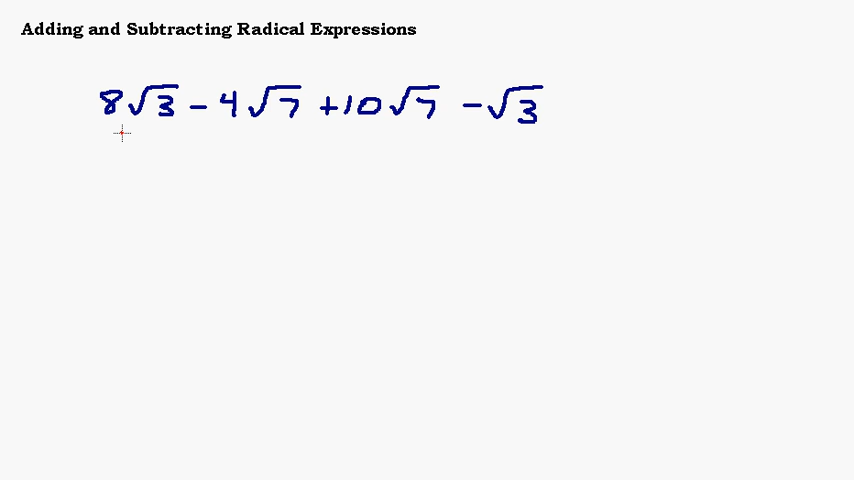 Adding and Subtracting Radical Expressions
8√3 - 4√7 + 10√7 - √3